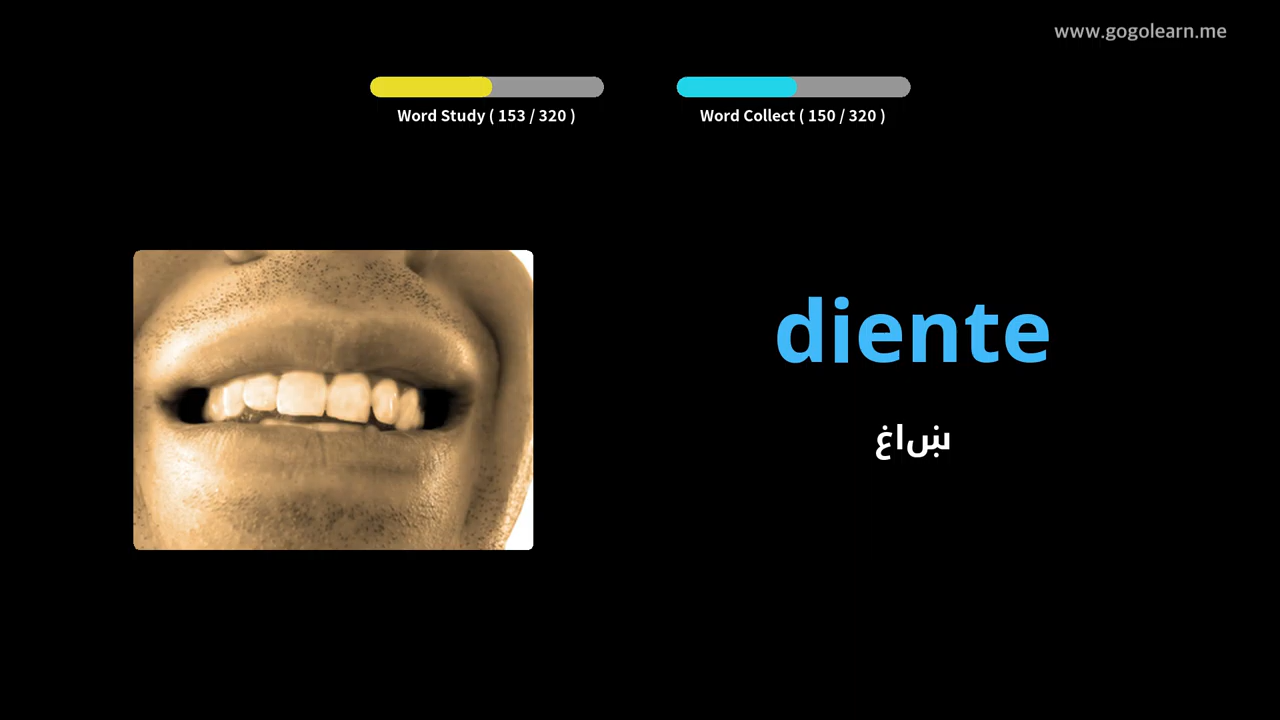 www.gogolearn.me
Word Study ( 153 / 320 )
Word Collect ( 150 / 320 )
diente
ښاغ